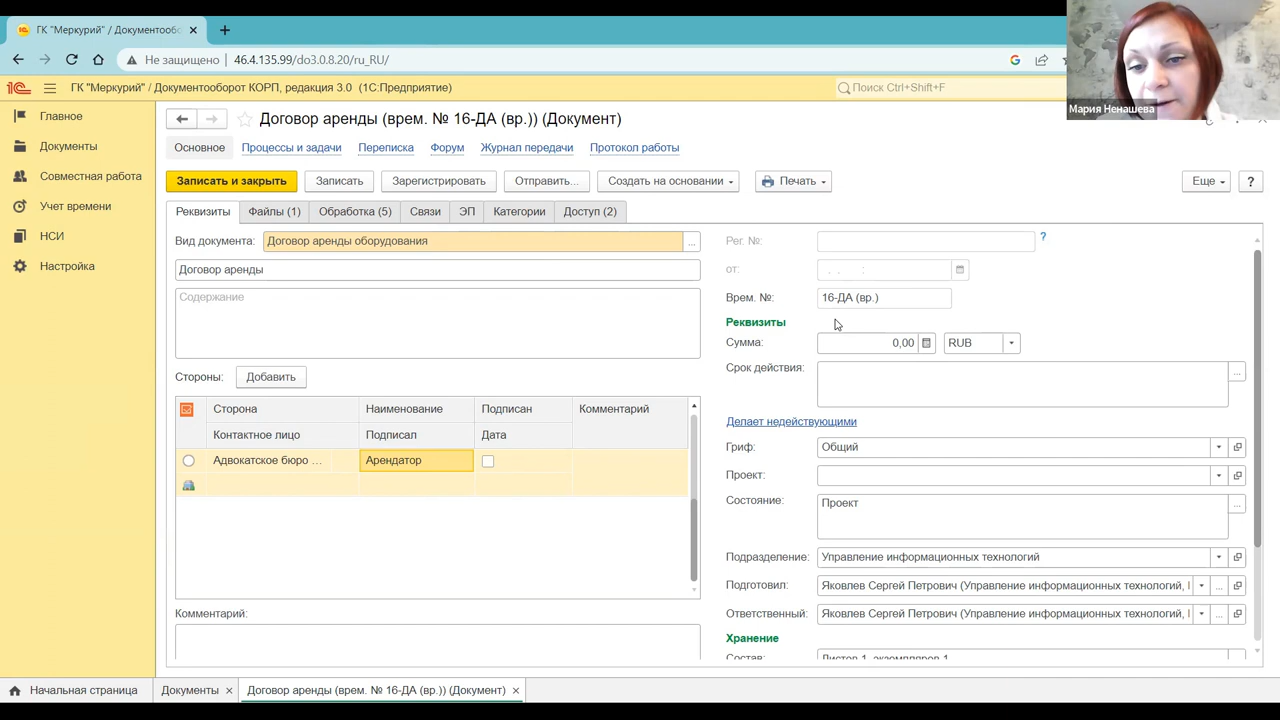 ГК "Меркурий" / Документообо
Не защищено 46.4.135.99/do3.0.8.20/ru_RU/
Мария Ненашева
1С ГК "Меркурий" / Документооборот КОРП, редакция 3.0 (1С:Предприятие) Поиск Ctrl+Shift+F
Главное
Документы
Совместная работа
Учет времени
НСИ
Настройка
Договор аренды (врем. № 16-ДА (вр.)) (Документ)
Основное Процессы и задачи Переписка Форум Журнал передачи Протокол работы
Записать и закрыть Записать Зарегистрировать Отправить... Создать на основании Печать Еще ?
Реквизиты Файлы (1) Обработка (5) Связи ЭП Категории Доступ (2)
Вид документа: Договор аренды оборудования ...
Договор аренды
Содержание
Стороны: Добавить
Сторона Наименование Подписан Комментарий
Контактное лицо Подписал Дата
Адвокатское бюро ... Арендатор
Комментарий:
Рег. №: ?
от: . . :
Врем. №: 16-ДА (вр.)
Реквизиты
Сумма: 0,00 RUB
Срок действия: ...
Делает недействующими
Гриф: Общий
Проект:
Состояние: Проект ...
Подразделение: Управление информационных технологий
Подготовил: Яковлев Сергей Петрович (Управление информационных технологий, ...
Ответственный: Яковлев Сергей Петрович (Управление информационных технологий, ...
Хранение
Состав: Листов 1, экземпляров 1
Начальная страница Документы Договор аренды (врем. № 16-ДА (вр.)) (Документ)